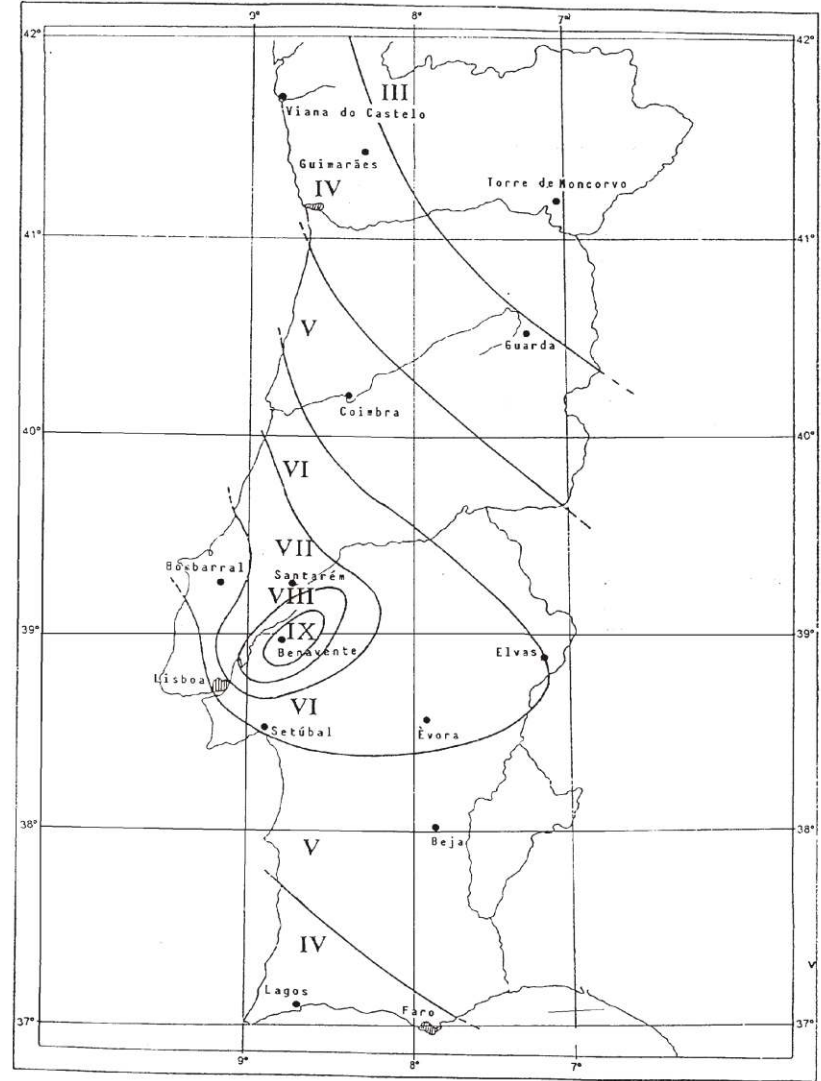 9° 8° 7°
42° 42°
III
Viana do Castelo
Guimarães
IV
Torre de Moncorvo
41° 41°
V
Guarda
Coimbra
40° 40°
VI
VII
Bombarral
Santarém
VIII
39° IX 39°
Benavente
Elvas
Lisboa
VI
Setúbal
Èvora
38° 38°
V
Beja
IV
Lagos
Faro
37° 37°
9° 8° 7°